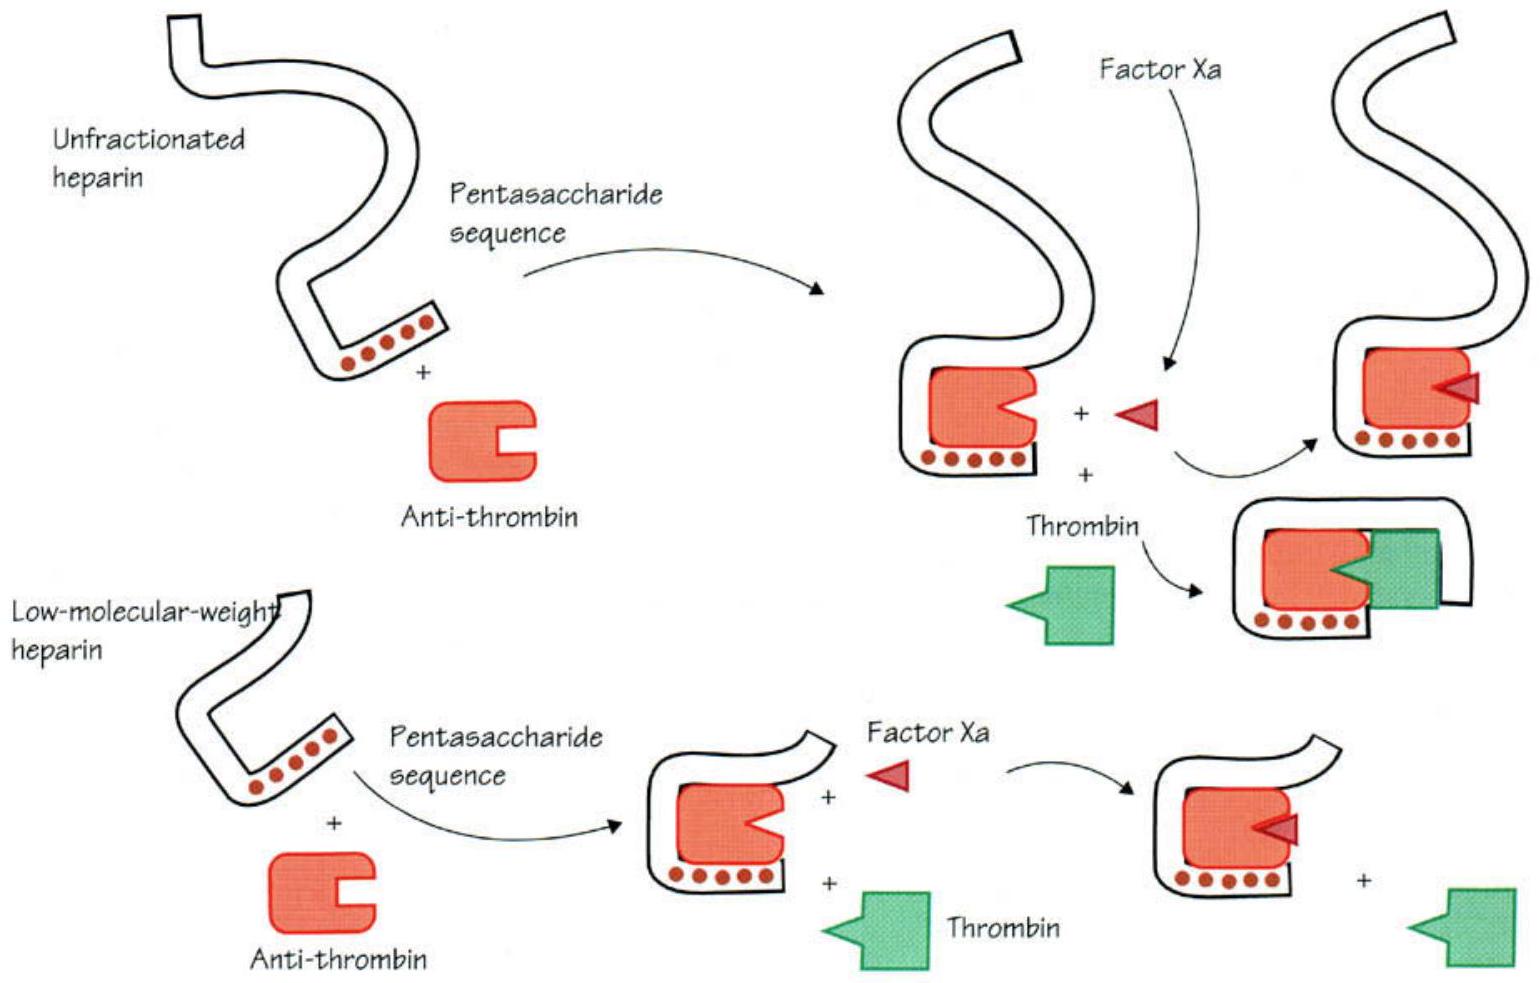 Unfractionated
heparin
Pentasaccharide
sequence
+
Anti-thrombin
Factor Xa
+
+
Thrombin
Low-molecular-weight
heparin
+
Anti-thrombin
Pentasaccharide
sequence
Factor Xa
+
+
Thrombin
+